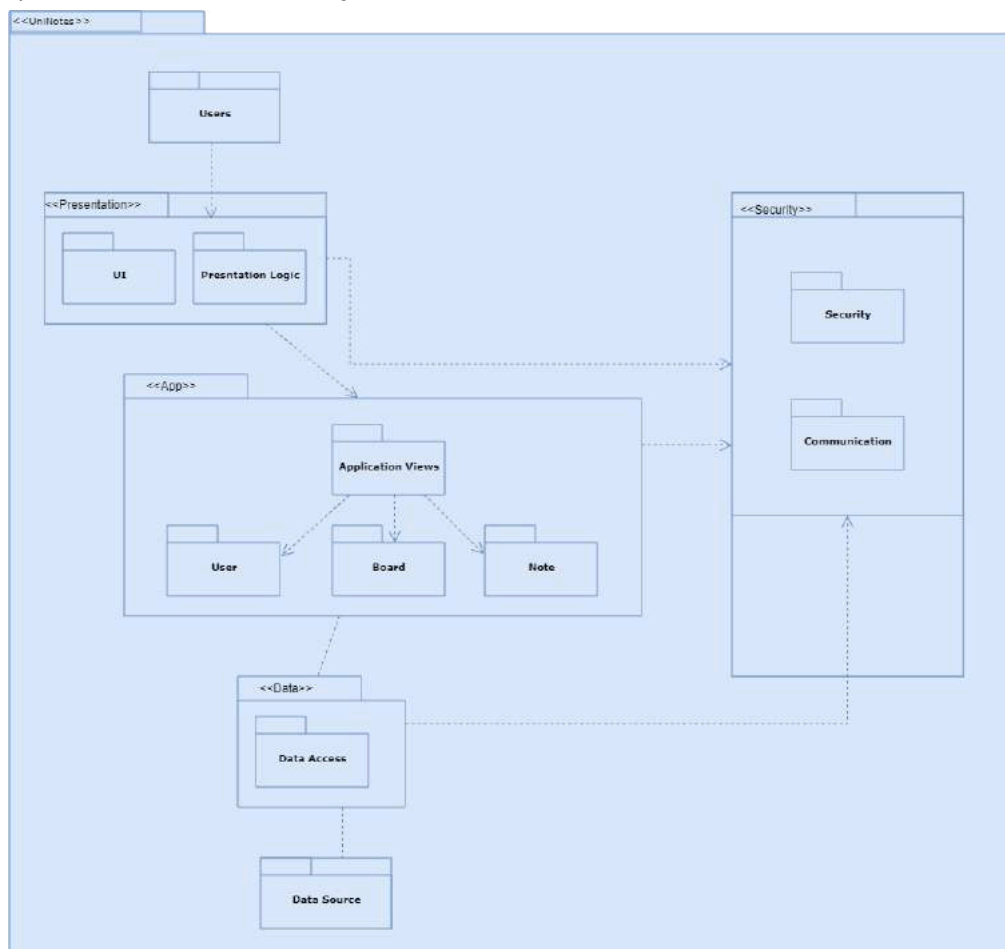 <<UniNotes>>
Users
<<Presentation>>
UI
Presntation Logic
<<Security>>
Security
Communication
<<App>>
Application Views
User
Board
Note
<<Data>>
Data Access
Data Source